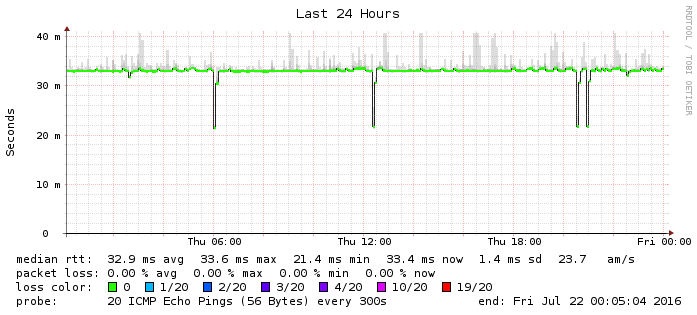 Last 24 Hours
RRDTOOL / TOBI OETIKER
Seconds
40 m
30 m
20 m
10 m
0
Thu 06:00 Thu 12:00 Thu 18:00 Fri 00:00
median rtt: 32.9 ms avg 33.6 ms max 21.4 ms min 33.4 ms now 1.4 ms sd 23.7 am/s
packet loss: 0.00 % avg 0.00 % max 0.00 % min 0.00 % now
loss color: 0 1/20 2/20 3/20 4/20 10/20 19/20
probe: 20 ICMP Echo Pings (56 Bytes) every 300s end: Fri Jul 22 00:05:04 2016